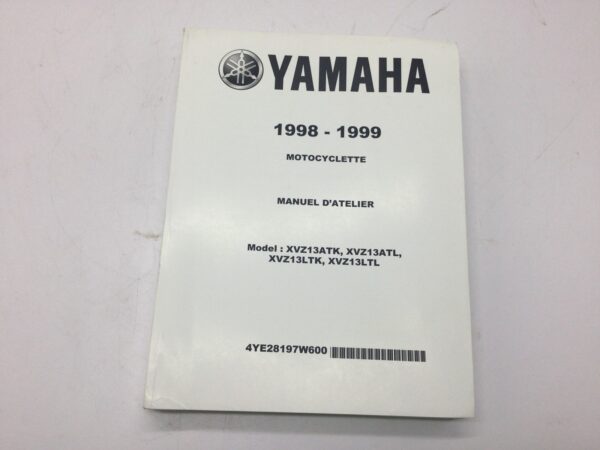 YAMAHA
1998 - 1999
MOTOCYCLETTE
MANUEL D'ATELIER
Model : XVZ13ATK, XVZ13ATL,
XVZ13LTK, XVZ13LTL
4YE28197W600